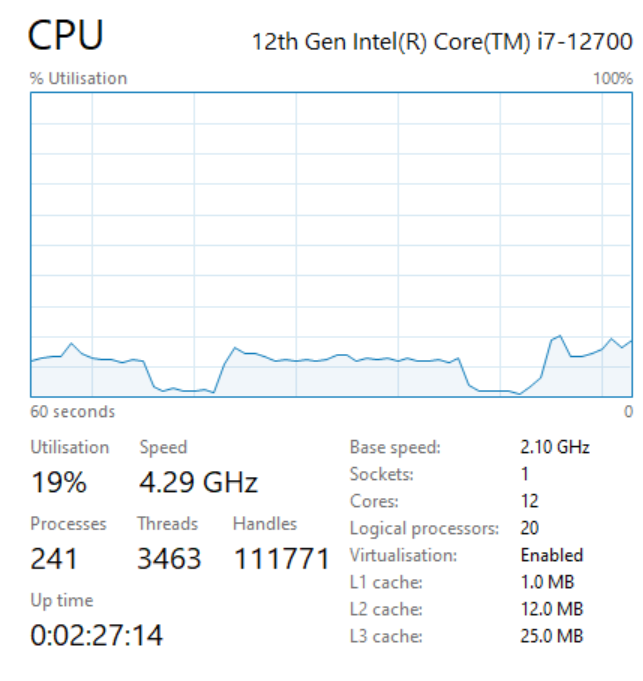 CPU
12th Gen Intel(R) Core(TM) i7-12700
% Utilisation 100%
60 seconds 0
Utilisation Speed
19% 4.29 GHz
Processes Threads Handles
241 3463 111771
Up time
0:02:27:14
Base speed: 2.10 GHz
Sockets: 1
Cores: 12
Logical processors: 20
Virtualisation: Enabled
L1 cache: 1.0 MB
L2 cache: 12.0 MB
L3 cache: 25.0 MB